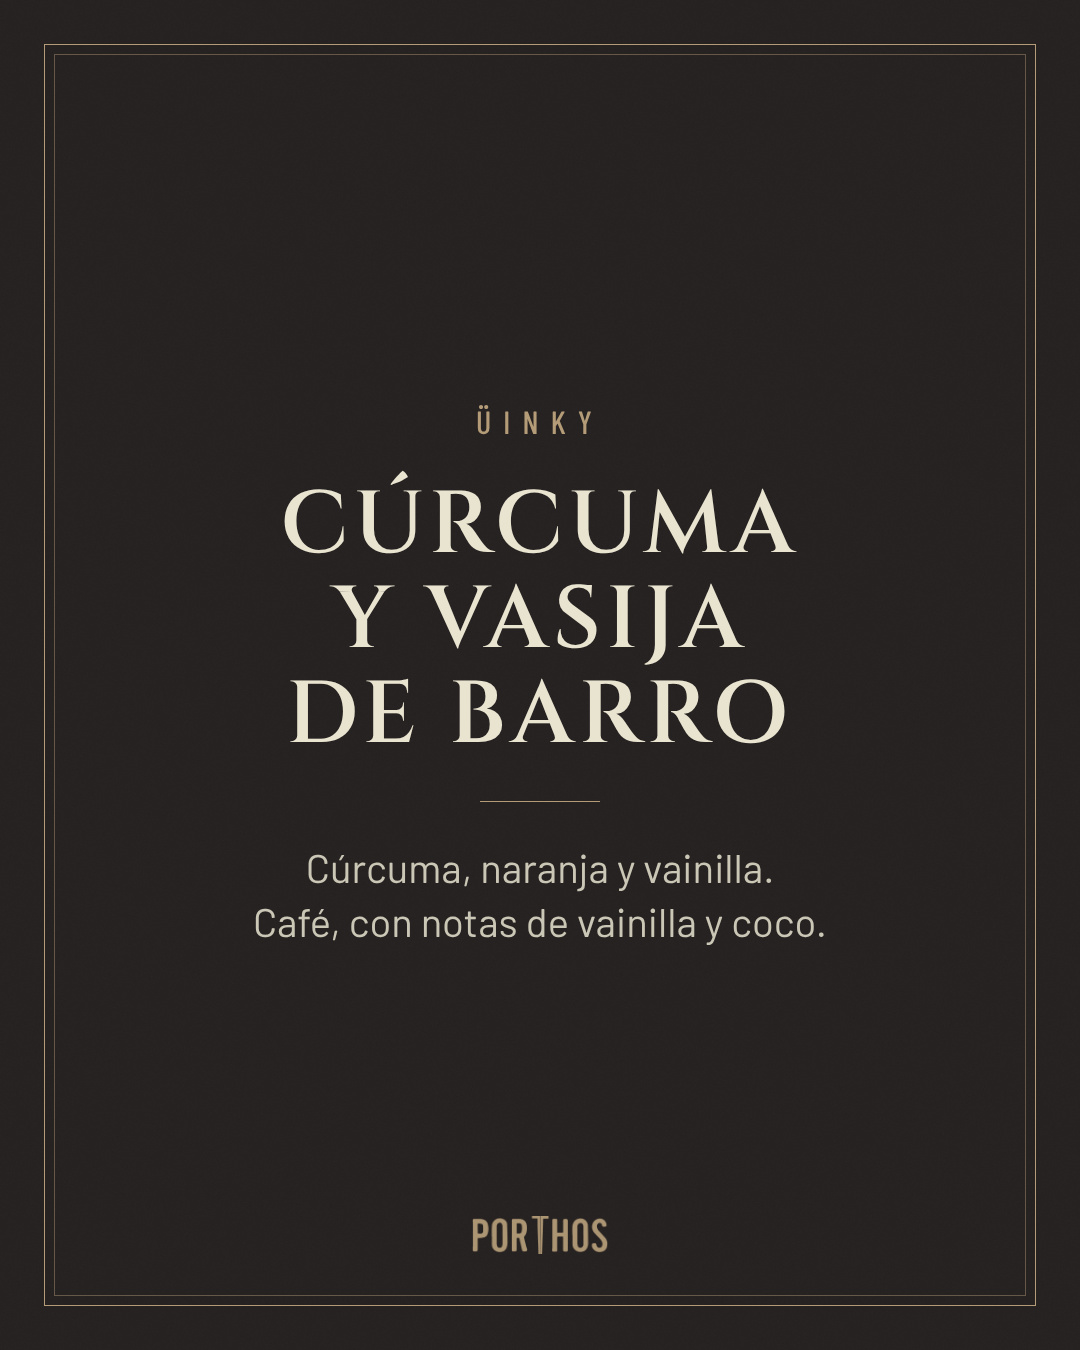 ÜINKY
CÚRCUMA
Y VASIJA
DE BARRO
Cúrcuma, naranja y vainilla.
Café, con notas de vainilla y coco.
PORTHOS